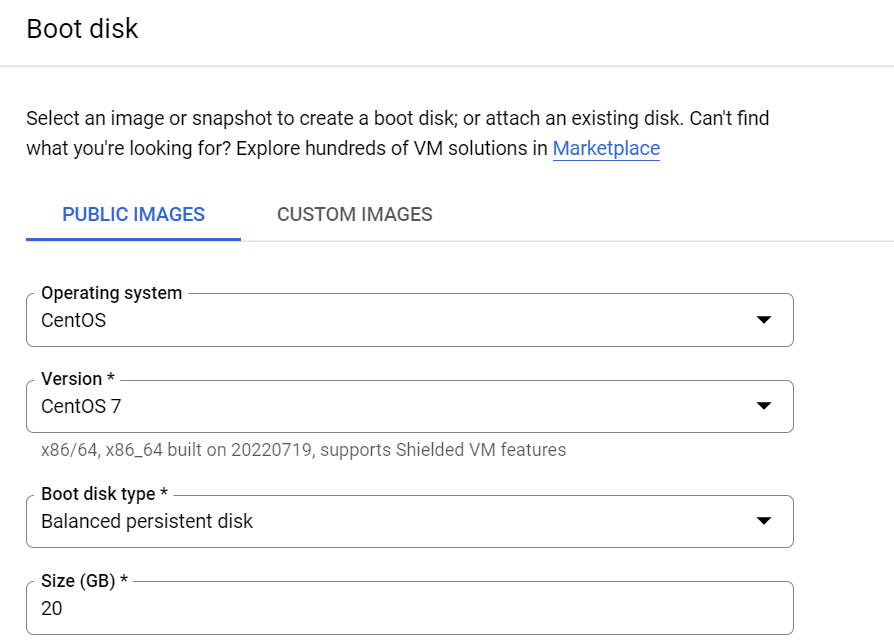 Boot disk
Select an image or snapshot to create a boot disk; or attach an existing disk. Can't find
what you're looking for? Explore hundreds of VM solutions in Marketplace
PUBLIC IMAGES CUSTOM IMAGES
Operating system
CentOS
Version *
CentOS 7
x86/64, x86_64 built on 20220719, supports Shielded VM features
Boot disk type *
Balanced persistent disk
Size (GB) *
20